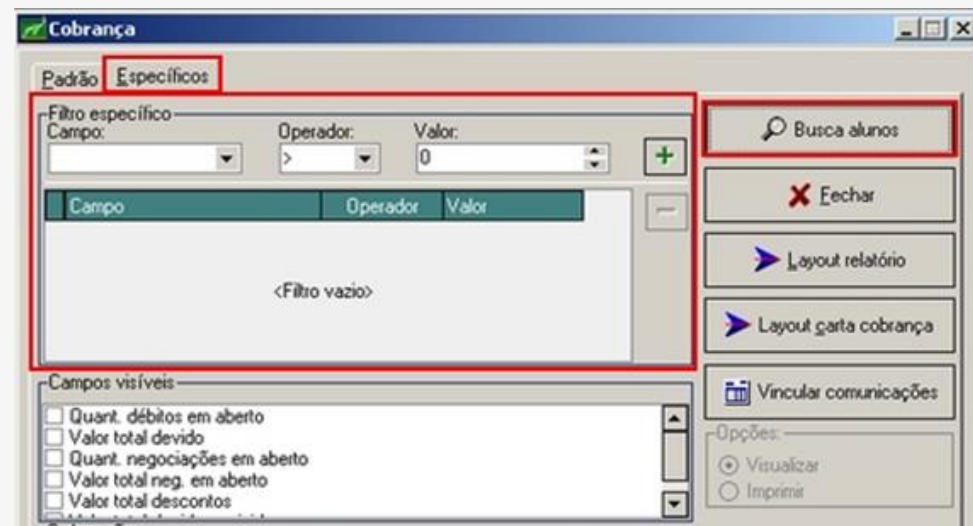 Cobrança
Padrão Específicos
Filtro específico
Campo: Operador: Valor:
> 0
Campo Operador Valor
<Filtro vazio>
Busca alunos
Fechar
Layout relatório
Layout carta cobrança
Vincular comunicações
Campos visíveis
Quant. débitos em aberto
Valor total devido
Quant. negociações em aberto
Valor total neg. em aberto
Valor total descontos
Opções:
Visualizar
Imprimir